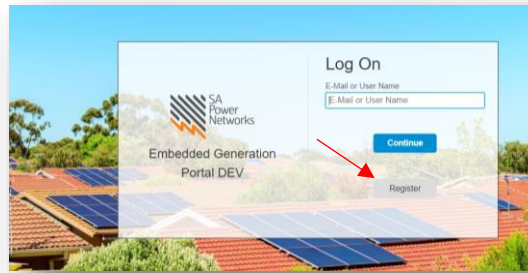 SA
Power
Networks
Embedded Generation
Portal DEV
Log On
E-Mail or User Name
E-Mail or User Name
Continue
Register